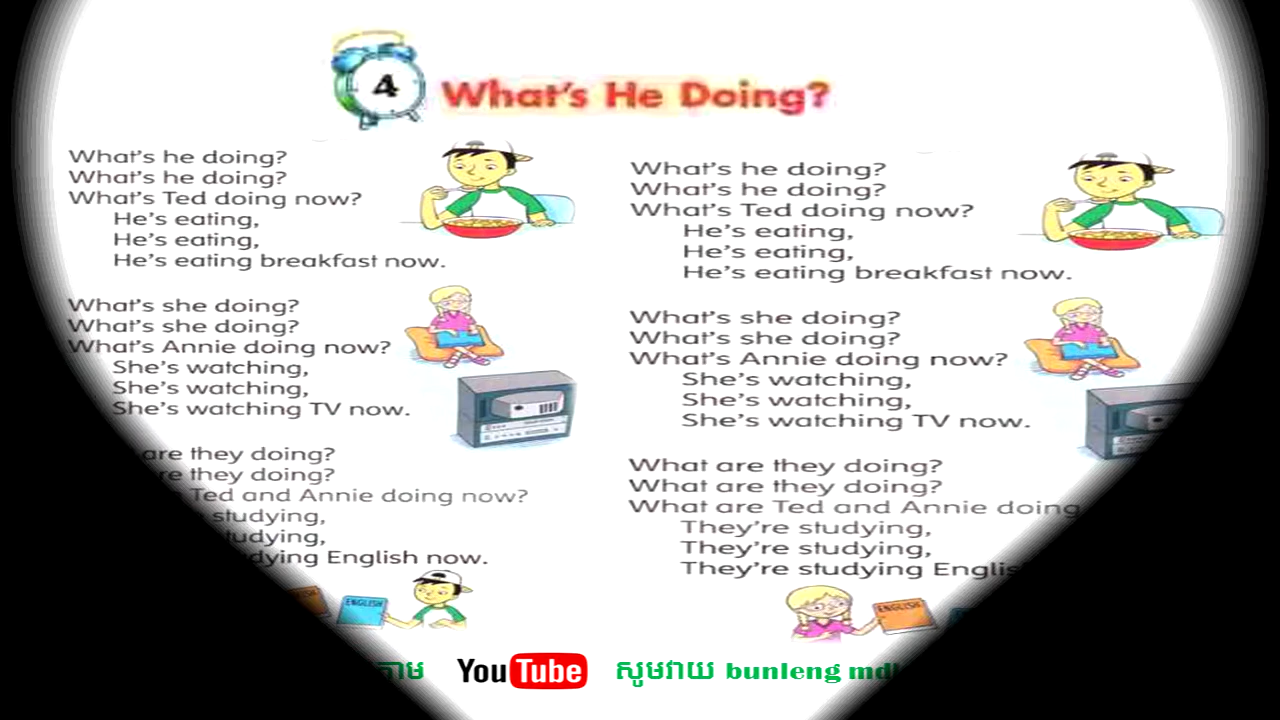 4
What's He Doing?
What's he doing?
What's he doing?
What's Ted doing now?
He's eating,
He's eating,
He's eating breakfast now.
What's she doing?
What's she doing?
What's Annie doing now?
She's watching,
She's watching,
She's watching TV now.
are they doing?
are they doing?
Ted and Annie doing now?
studying,
studying,
English now.
ENGLISH
What's he doing?
What's he doing?
What's Ted doing now?
He's eating,
He's eating,
He's eating breakfast now.
What's she doing?
What's she doing?
What's Annie doing now?
She's watching,
She's watching,
She's watching TV now.
What are they doing?
What are they doing?
What are Ted and Annie doing
They're studying,
They're studying,
They're studying
ENGLISH
YouTube សូមវាយ bunleng